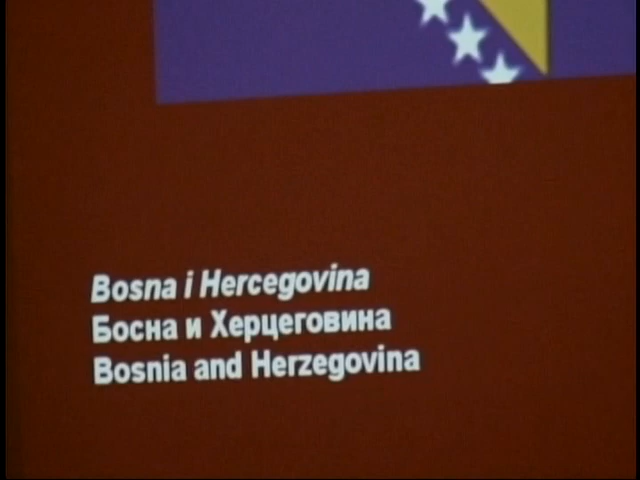 Bosna i Hercegovina
Босна и Херцеговина
Bosnia and Herzegovina